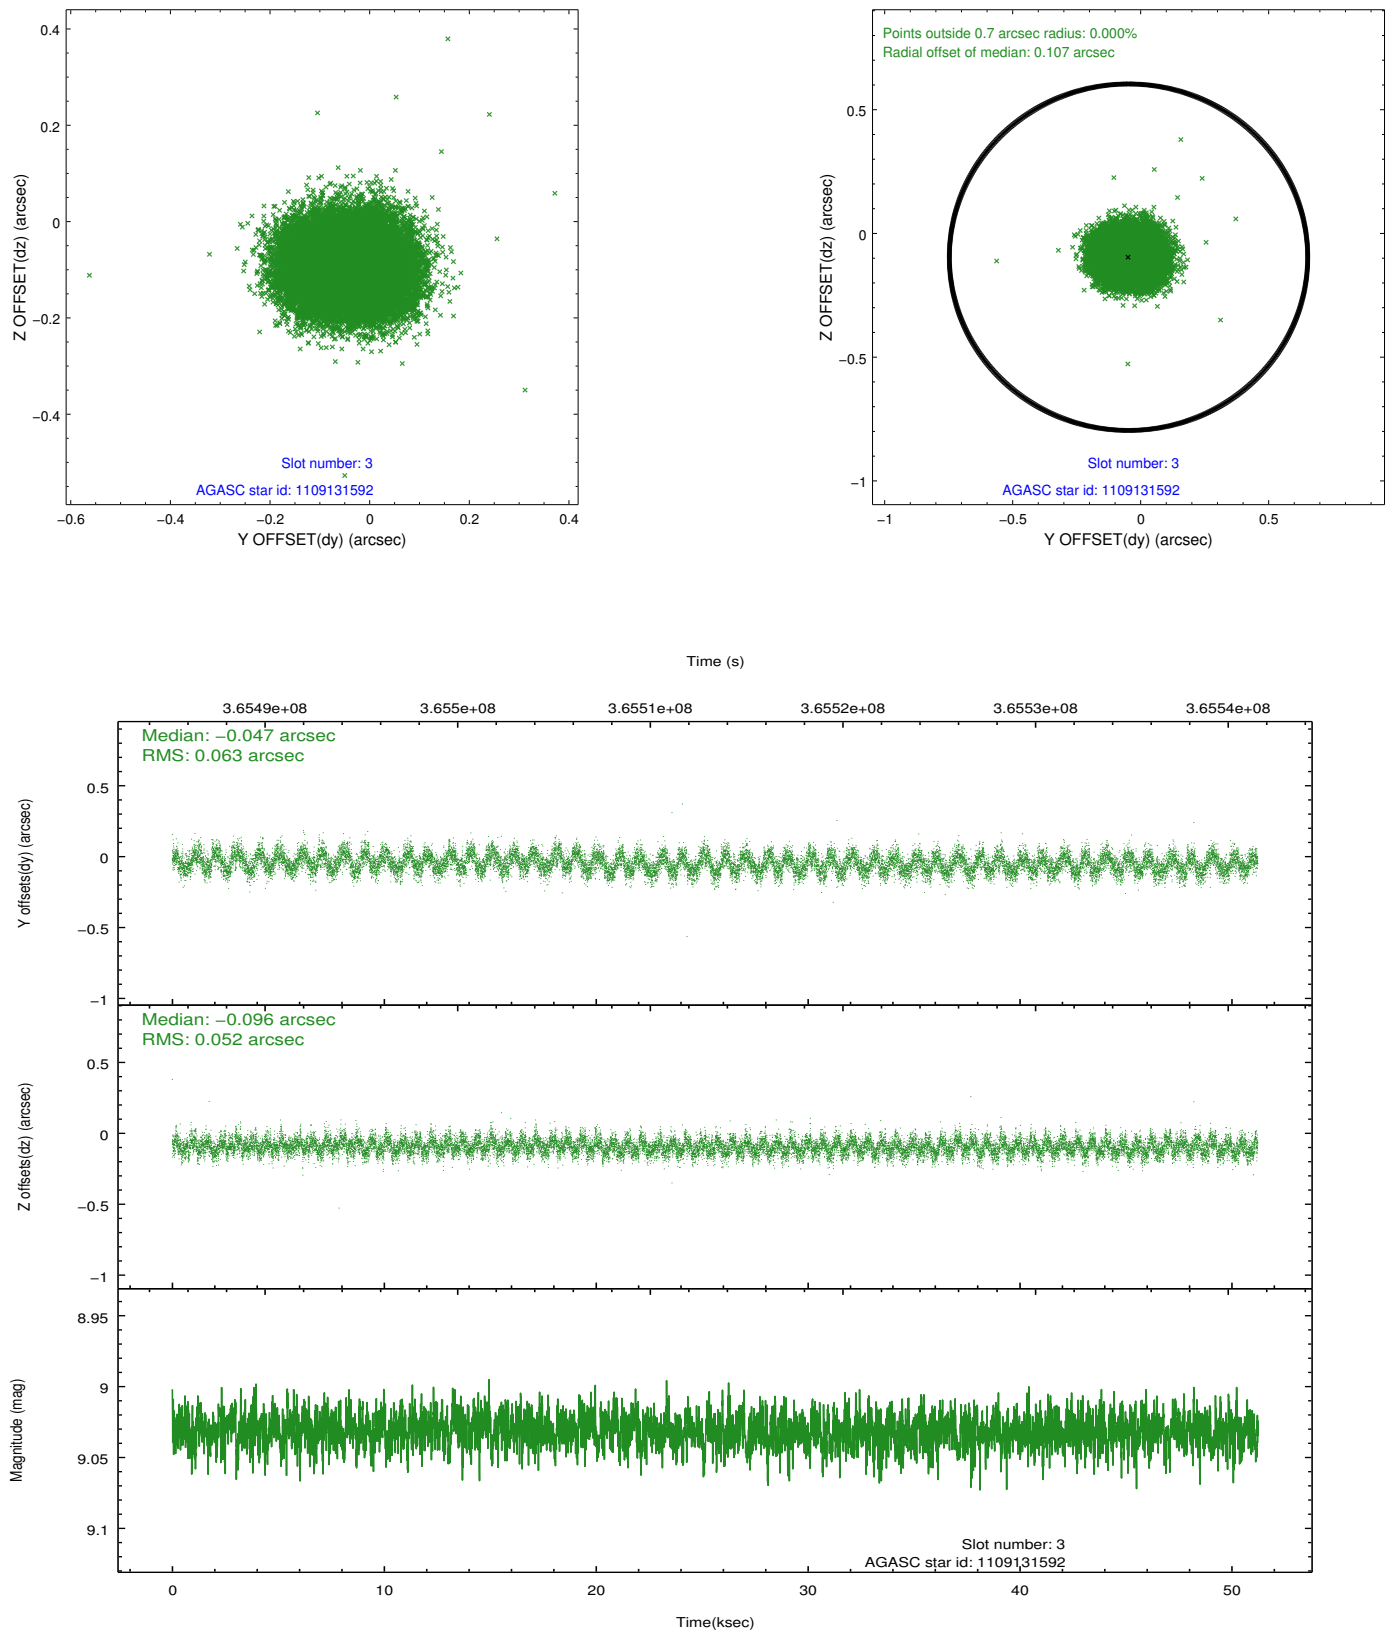 0.4
0.2
0
−0.2
−0.4
−0.6
−0.4
−0.2
0
0.2
0.4
Z OFFSET(dz) (arcsec)
Y OFFSET(dy) (arcsec)
Slot number: 3
AGASC star id: 1109131592
Points outside 0.7 arcsec radius: 0.000%
Radial offset of median: 0.107 arcsec
0.5
0
−0.5
−1
−1
−0.5
0
0.5
Z OFFSET(dz) (arcsec)
Y OFFSET(dy) (arcsec)
Slot number: 3
AGASC star id: 1109131592
Time (s)
3.6549e+08
3.655e+08
3.6551e+08
3.6552e+08
3.6553e+08
3.6554e+08
Median: −0.047 arcsec
RMS: 0.063 arcsec
0.5
0
−0.5
−1
Y offsets(dy) (arcsec)
Median: −0.096 arcsec
RMS: 0.052 arcsec
0.5
0
−0.5
−1
Z offsets(dz) (arcsec)
8.95
9
9.05
9.1
Magnitude (mag)
Slot number: 3
AGASC star id: 1109131592
0
10
20
30
40
50
Time(ksec)